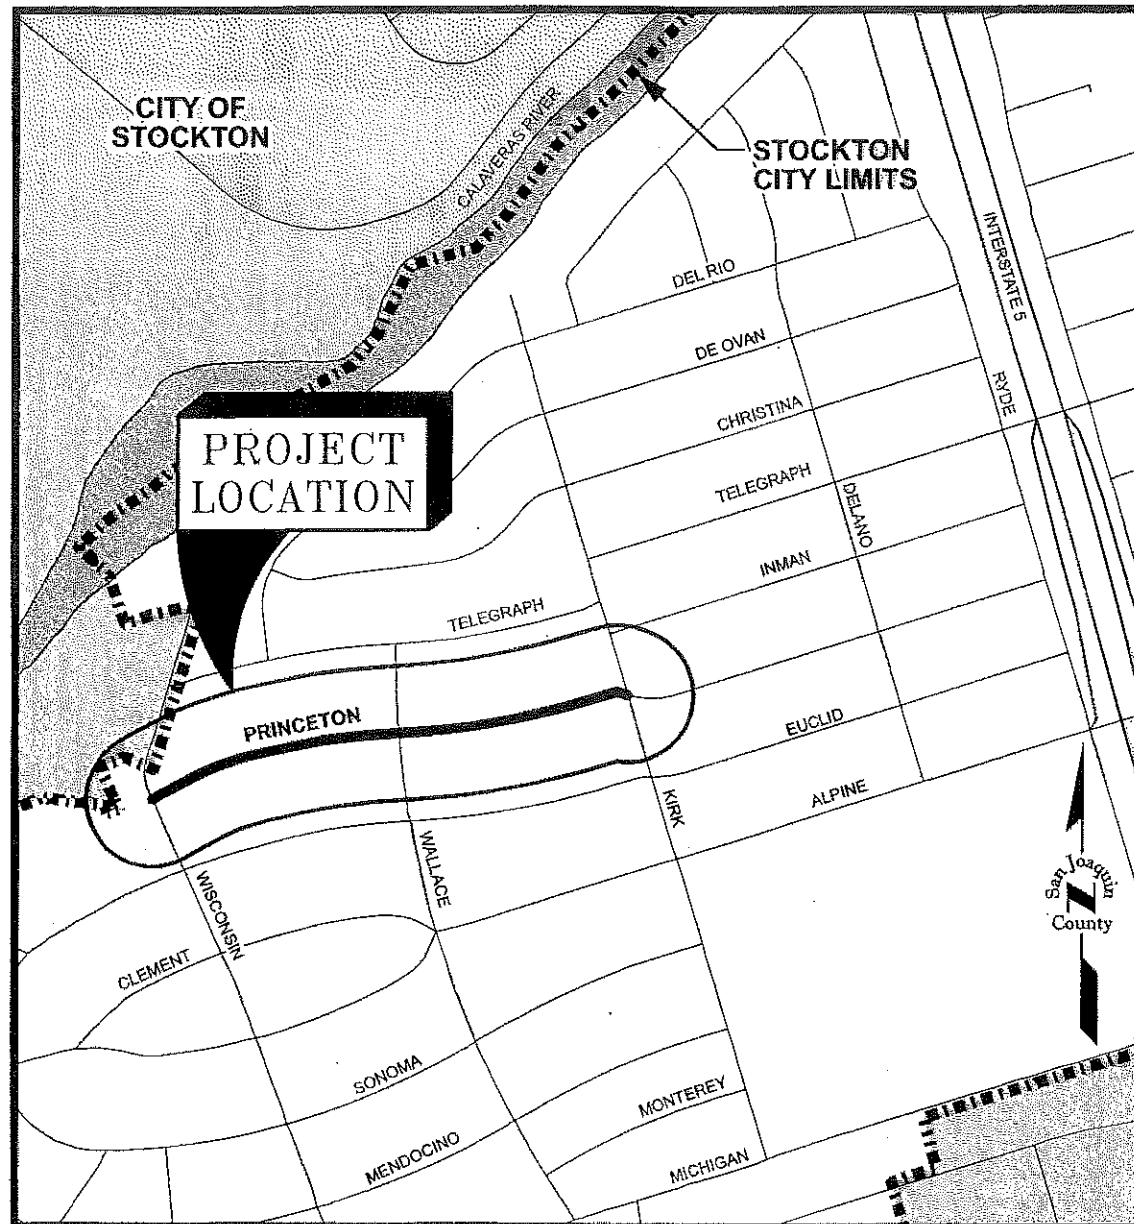 CITY OF
STOCKTON
CALAVERAS RIVER
STOCKTON
CITY LIMITS
INTERSTATE 5
DEL RIO
DE OVAN
RYDE
CHRISTINA
PROJECT
LOCATION
TELEGRAPH
DELANO
INMAN
TELEGRAPH
PRINCETON
EUCLID
KIRK
ALPINE
WALLACE
WISCONSIN
San Joaquin
County
CLEMENT
SONOMA
MONTEREY
MENDOCINO
MICHIGAN